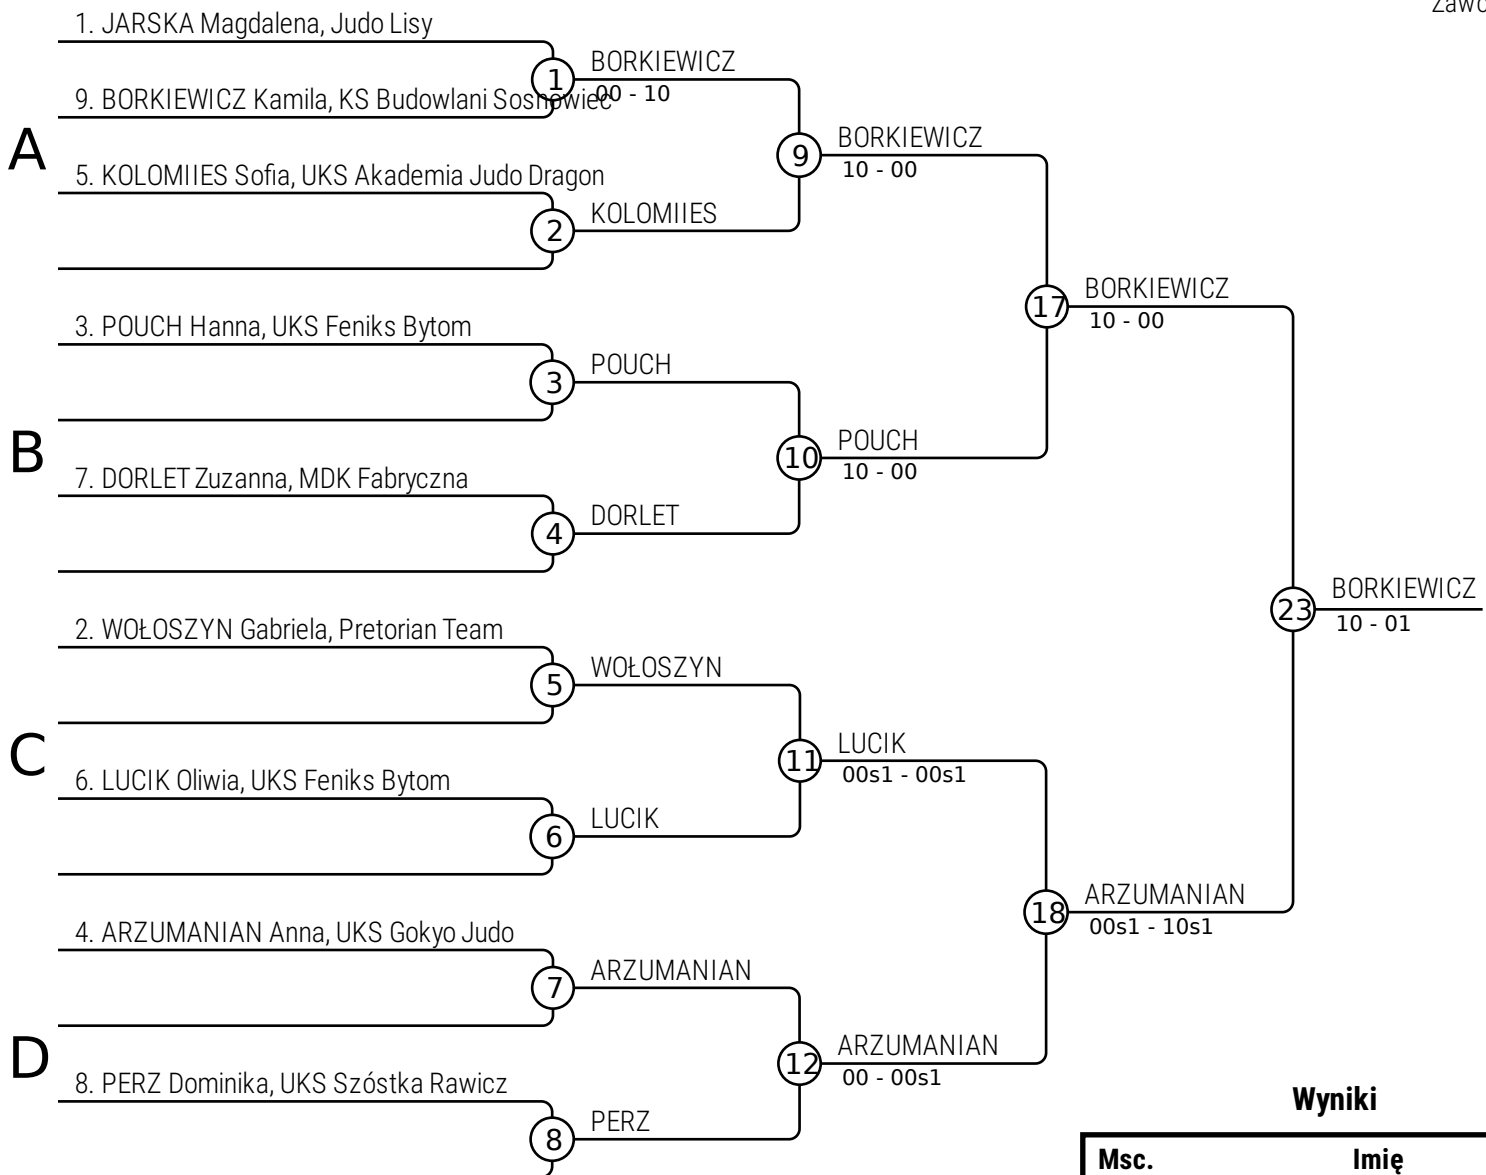 Zawo
1. JARSKA Magdalena, Judo Lisy
1
BORKIEWICZ
00 - 10
9. BORKIEWICZ Kamila, KS Budowlani Sosnowiec
A
9
BORKIEWICZ
10 - 00
5. KOLOMIIES Sofia, UKS Akademia Judo Dragon
2
KOLOMIIES
17
BORKIEWICZ
10 - 00
3. POUCH Hanna, UKS Feniks Bytom
3
POUCH
B
10
POUCH
10 - 00
7. DORLET Zuzanna, MDK Fabryczna
4
DORLET
23
BORKIEWICZ
10 - 01
2. WOŁOSZYN Gabriela, Pretorian Team
5
WOŁOSZYN
C
11
LUCIK
00s1 - 00s1
6. LUCIK Oliwia, UKS Feniks Bytom
6
LUCIK
18
ARZUMANIAN
00s1 - 10s1
4. ARZUMANIAN Anna, UKS Gokyo Judo
7
ARZUMANIAN
D
12
ARZUMANIAN
00 - 00s1
8. PERZ Dominika, UKS Szóstka Rawicz
8
PERZ
Wyniki
Msc. Imię